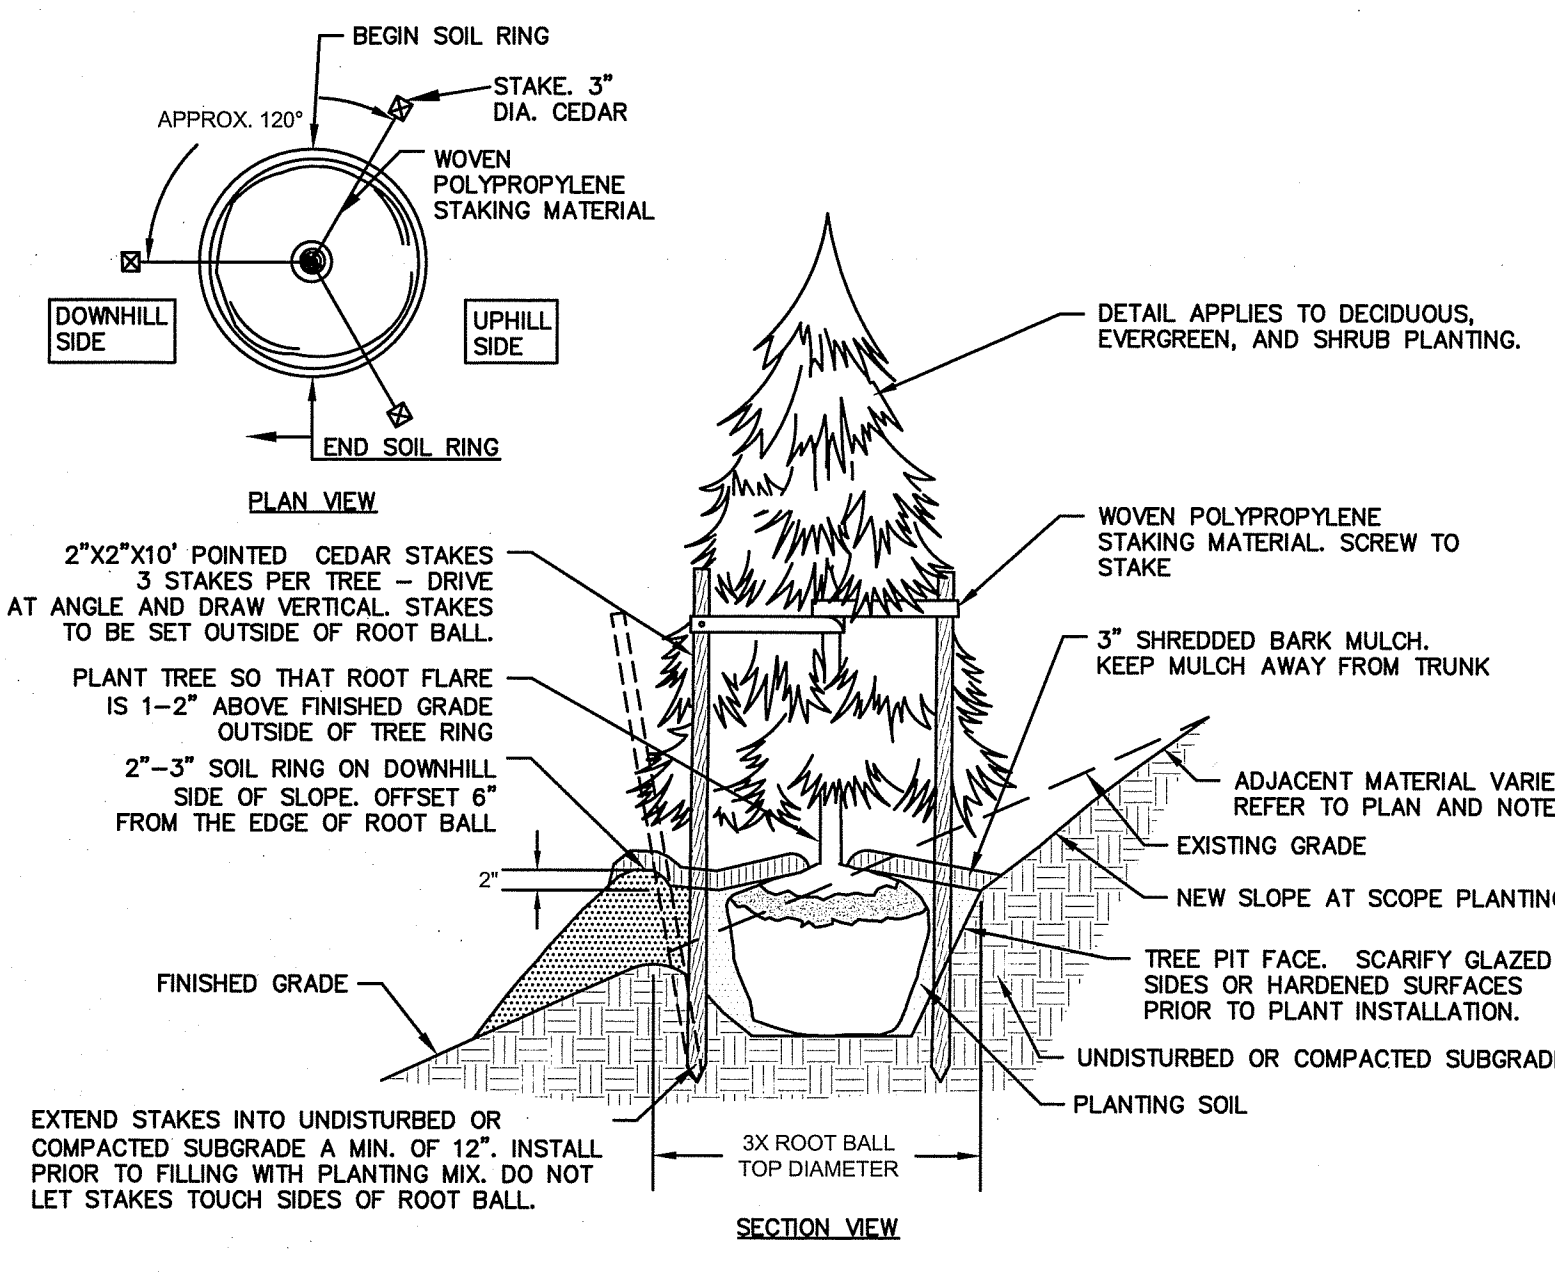 BEGIN SOIL RING
STAKE. 3"
DIA. CEDAR
APPROX. 120°
WOVEN
POLYPROPYLENE
STAKING MATERIAL
DOWNHILL
SIDE
UPHILL
SIDE
END SOIL RING
PLAN VIEW
DETAIL APPLIES TO DECIDUOUS,
EVERGREEN, AND SHRUB PLANTING.
2"X2"X10' POINTED CEDAR STAKES
3 STAKES PER TREE – DRIVE
AT ANGLE AND DRAW VERTICAL. STAKES
TO BE SET OUTSIDE OF ROOT BALL.
PLANT TREE SO THAT ROOT FLARE
IS 1–2" ABOVE FINISHED GRADE
OUTSIDE OF TREE RING
2"–3" SOIL RING ON DOWNHILL
SIDE OF SLOPE. OFFSET 6"
FROM THE EDGE OF ROOT BALL
2"
FINISHED GRADE
EXTEND STAKES INTO UNDISTURBED OR
COMPACTED SUBGRADE A MIN. OF 12". INSTALL
PRIOR TO FILLING WITH PLANTING MIX. DO NOT
LET STAKES TOUCH SIDES OF ROOT BALL.
WOVEN POLYPROPYLENE
STAKING MATERIAL. SCREW TO
STAKE
3" SHREDDED BARK MULCH.
KEEP MULCH AWAY FROM TRUNK
ADJACENT MATERIAL VARIE
REFER TO PLAN AND NOTE
EXISTING GRADE
NEW SLOPE AT SCOPE PLANTIN
TREE PIT FACE. SCARIFY GLAZED
SIDES OR HARDENED SURFACES
PRIOR TO PLANT INSTALLATION.
UNDISTURBED OR COMPACTED SUBGRAD
PLANTING SOIL
3X ROOT BALL
TOP DIAMETER
SECTION VIEW